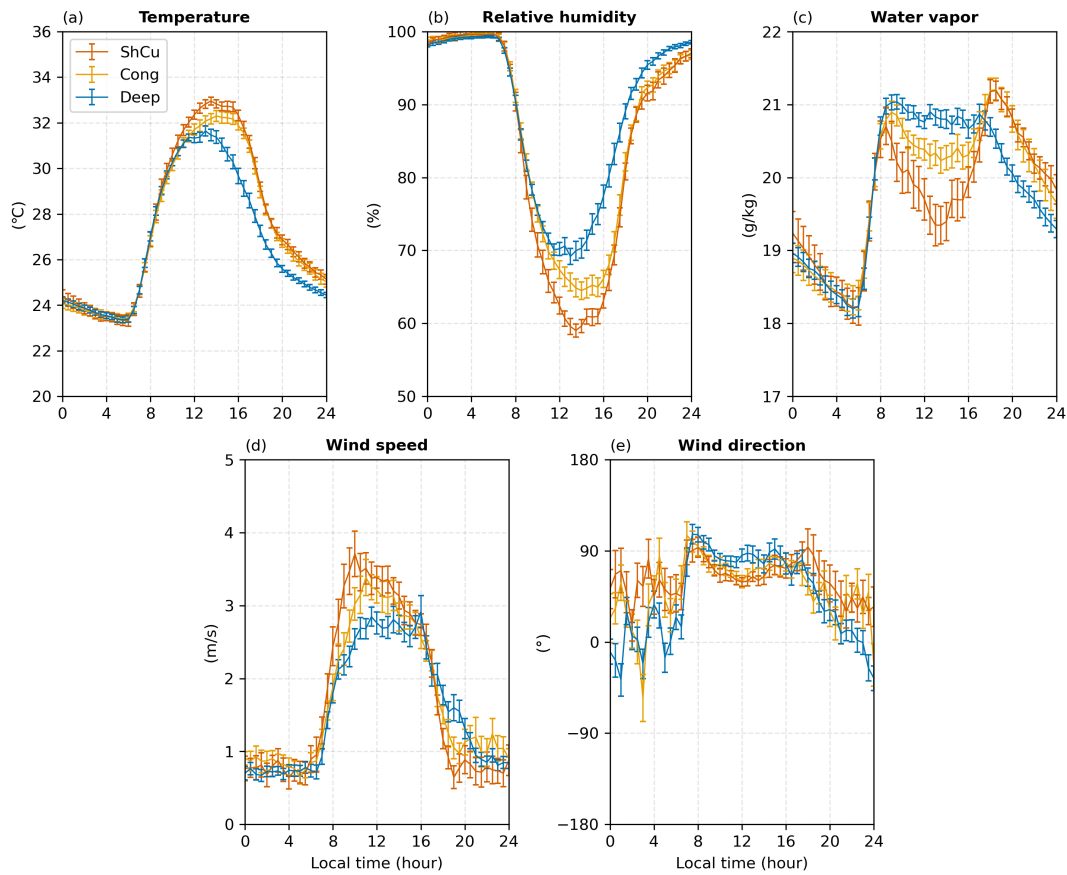 (a) Temperature
36
34
32
30
28
26
24
22
20
(°C)
ShCu
Cong
Deep
0 4 8 12 16 20 24
(b) Relative humidity
100
90
80
70
60
50
(%)
0 4 8 12 16 20 24
(c) Water vapor
22
21
20
19
18
17
(g/kg)
0 4 8 12 16 20 24
(d) Wind speed
5
4
3
2
1
0
(m/s)
0 4 8 12 16 20 24
Local time (hour)
(e) Wind direction
180
90
0
−90
−180
(°)
0 4 8 12 16 20 24
Local time (hour)